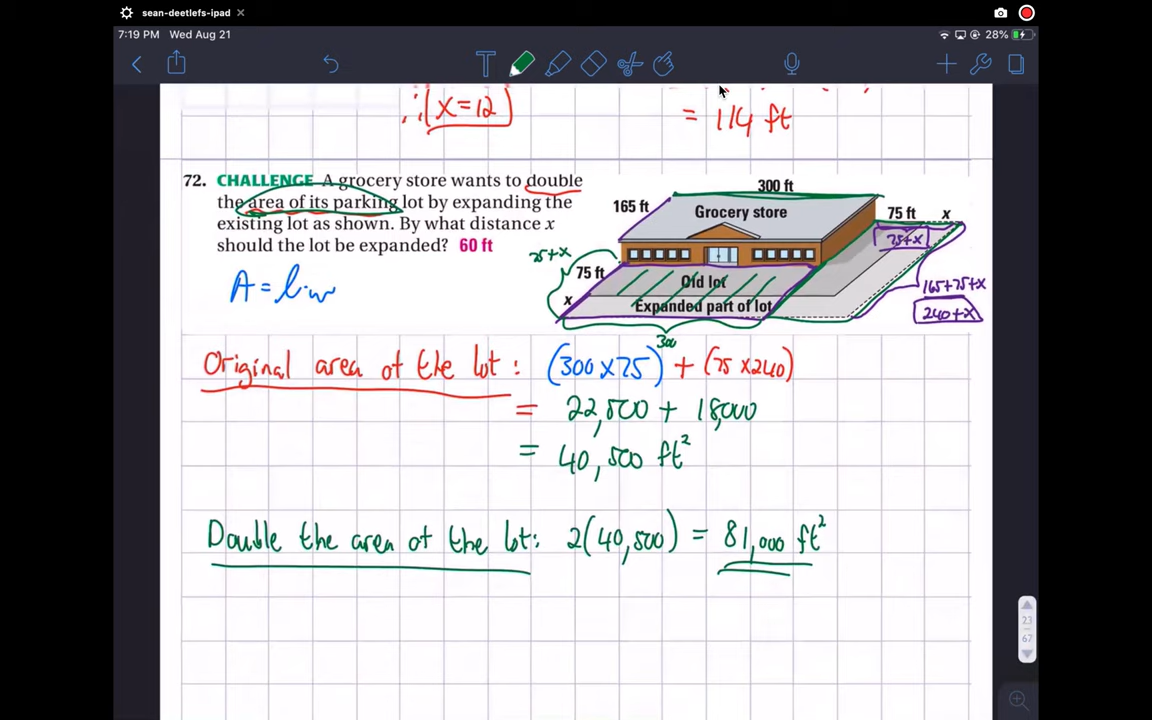 sean-deetlefs-ipad ×
7:19 PM Wed Aug 21
28%
∴ x=12
= 114 ft
72. CHALLENGE A grocery store wants to double
the area of its parking lot by expanding the
existing lot as shown. By what distance x
should the lot be expanded? 60 ft
A = l·w
300 ft
165 ft
Grocery store
75 ft x
75+x
75+x
75 ft
Old lot
x
Expanded part of lot
165+75+x
240+x
300
Original area of the lot: (300×75) + (75×240)
= 22,500 + 18,000
= 40,500 ft²
Double the area of the lot: 2(40,500) = 81,000 ft²
23
67